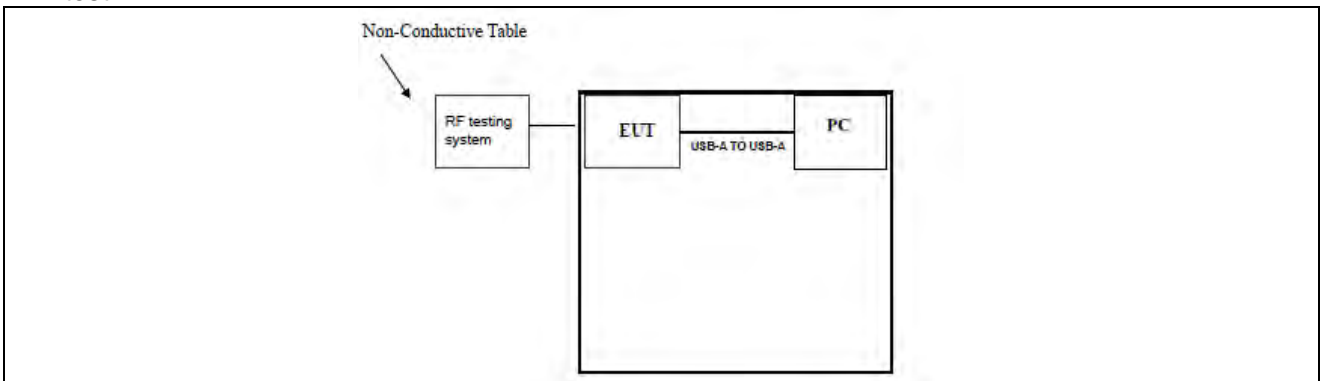 Non-Conductive Table
RF testing
system
EUT
USB-A TO USB-A
PC